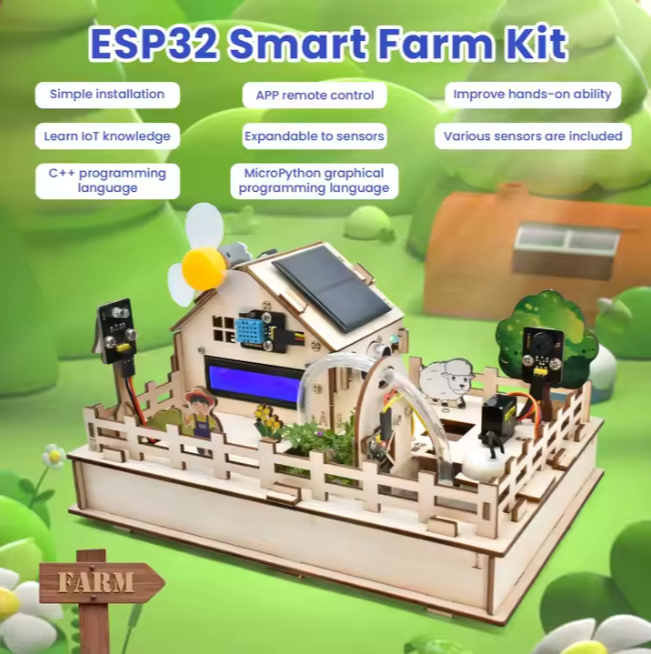 ESP32 Smart Farm Kit
Simple installation
APP remote control
Improve hands-on ability
Learn IoT knowledge
Expandable to sensors
Various sensors are included
C++ programming
language
MicroPython graphical
programming language
FARM